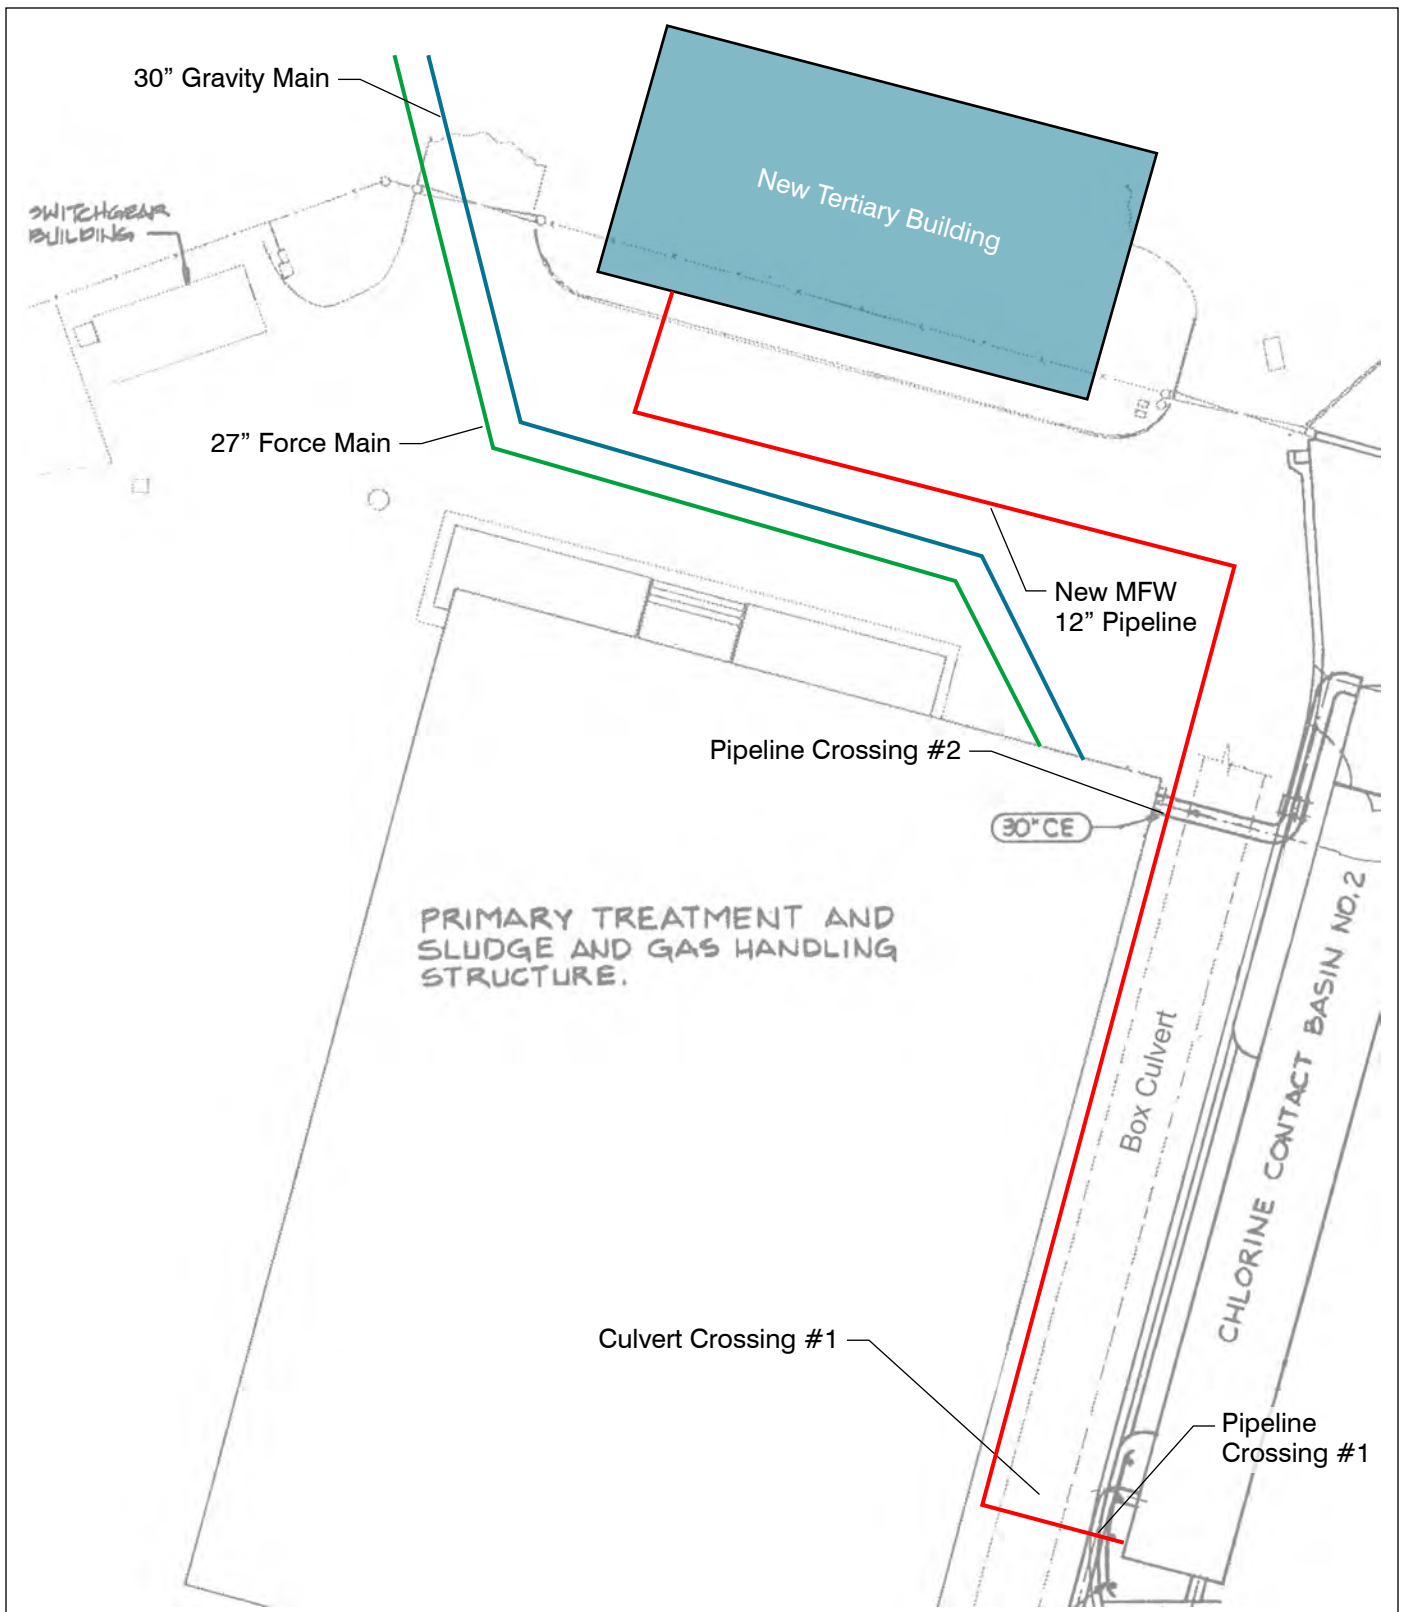 30” Gravity Main
New Tertiary Building
SWITCHGEAR
BUILDING
27” Force Main
New MFW
12” Pipeline
Pipeline Crossing #2
30" CE
PRIMARY TREATMENT AND
SLUDGE AND GAS HANDLING
STRUCTURE.
Box Culvert
CHLORINE CONTACT BASIN NO. 2
Culvert Crossing #1
Pipeline
Crossing #1